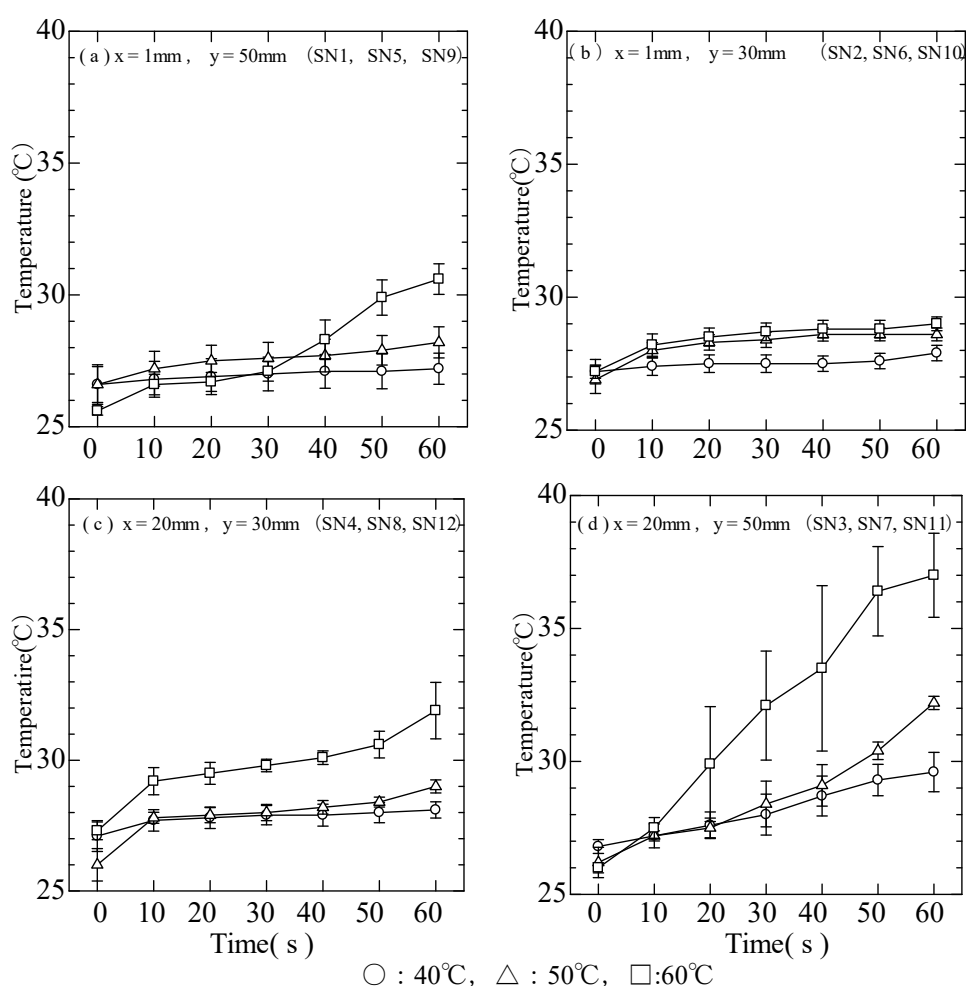 40
(a) x=1mm, y=50mm (SN1, SN5, SN9)
35
Temperature (℃)
30
25
0 10 20 30 40 50 60
40
(b) x=1mm, y=30mm (SN2, SN6, SN10)
35
Temperature(℃)
30
25
0 10 20 30 40 50 60
40
(c) x=20mm, y=30mm (SN4, SN8, SN12)
35
Temperatire(℃)
30
25
0 10 20 30 40 50 60
Time( s )
40
(d) x=20mm, y=50mm (SN3, SN7, SN11)
35
Temperature(℃)
30
25
0 10 20 30 40 50 60
Time( s )
○ : 40℃, △ : 50℃, □:60℃